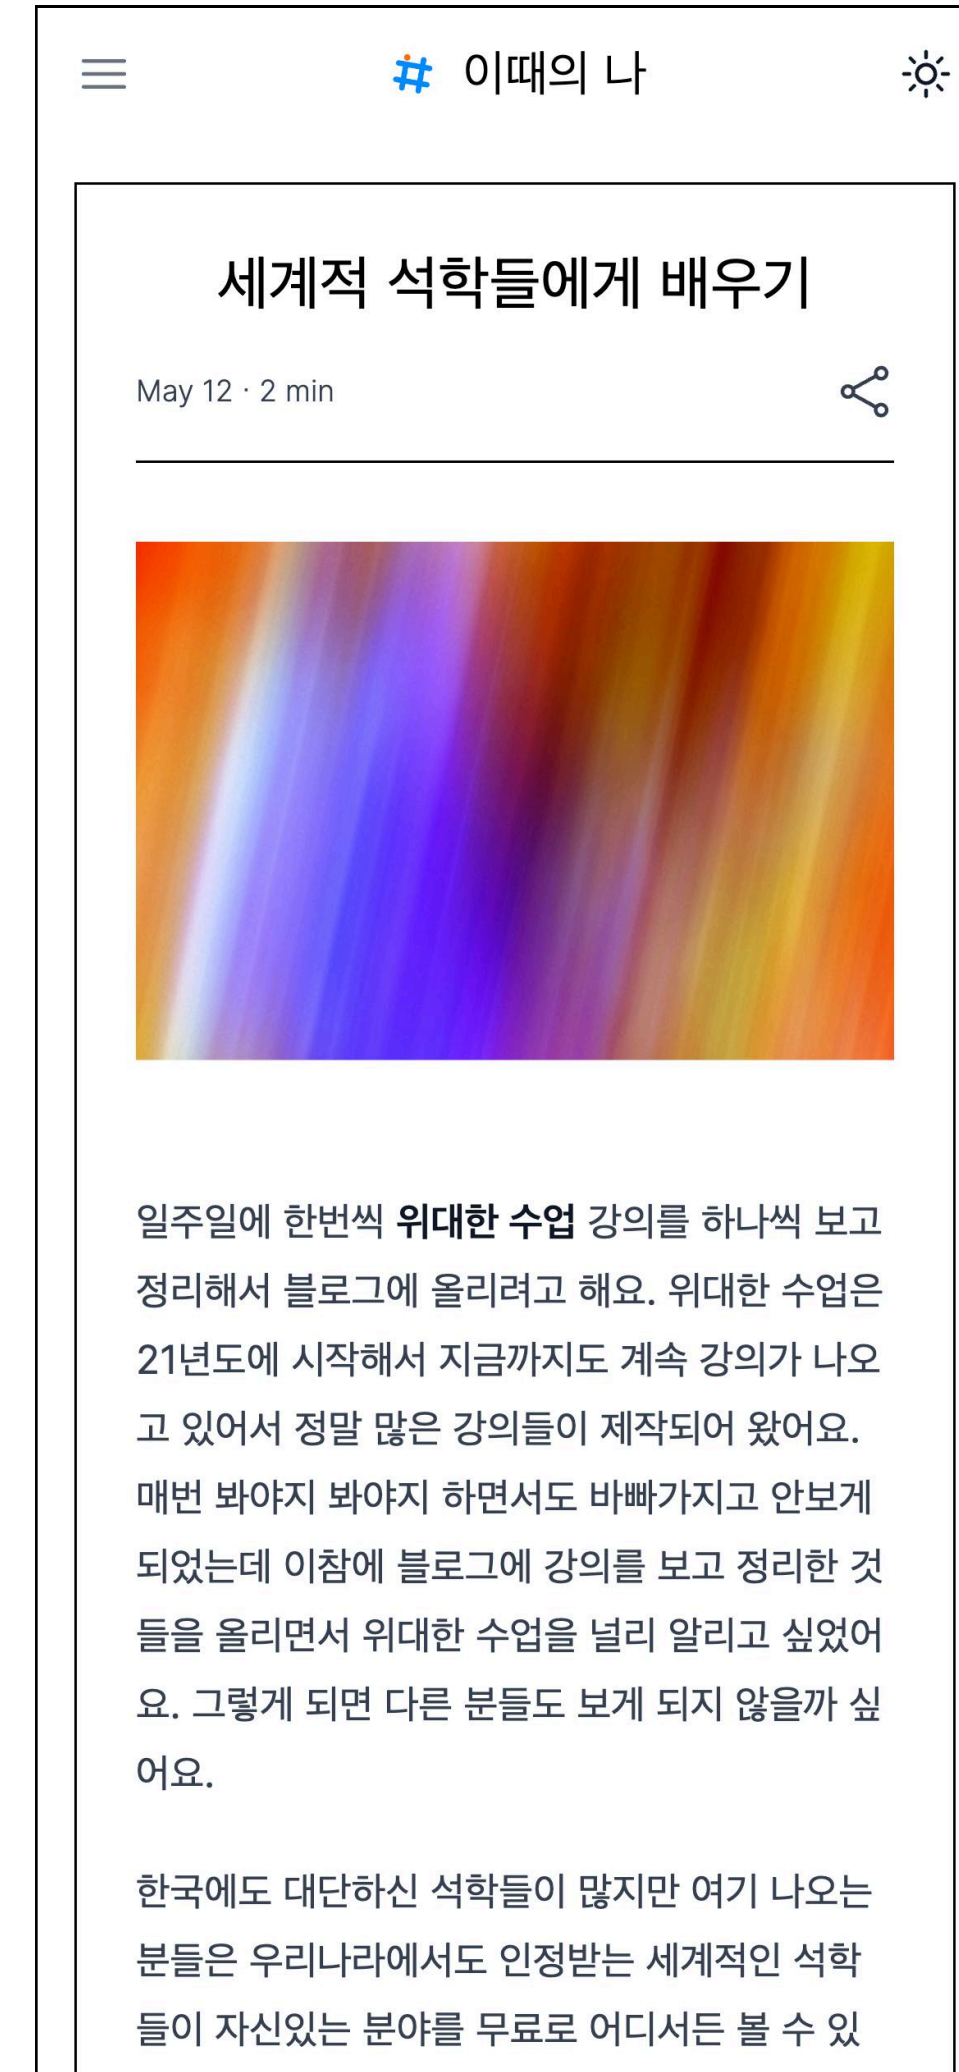 이때의 나
세계적 석학들에게 배우기
May 12 · 2 min
일주일에 한번씩 위대한 수업 강의를 하나씩 보고
정리해서 블로그에 올리려고 해요. 위대한 수업은
21년도에 시작해서 지금까지도 계속 강의가 나오
고 있어서 정말 많은 강의들이 제작되어 왔어요.
매번 봐야지 봐야지 하면서도 바빠가지고 안보게
되었는데 이참에 블로그에 강의를 보고 정리한 것
들을 올리면서 위대한 수업을 널리 알리고 싶었어
요. 그렇게 되면 다른 분들도 보게 되지 않을까 싶
어요.
한국에도 대단하신 석학들이 많지만 여기 나오는
분들은 우리나라에서도 인정받는 세계적인 석학
들이 자신있는 분야를 무료로 어디서든 볼 수 있